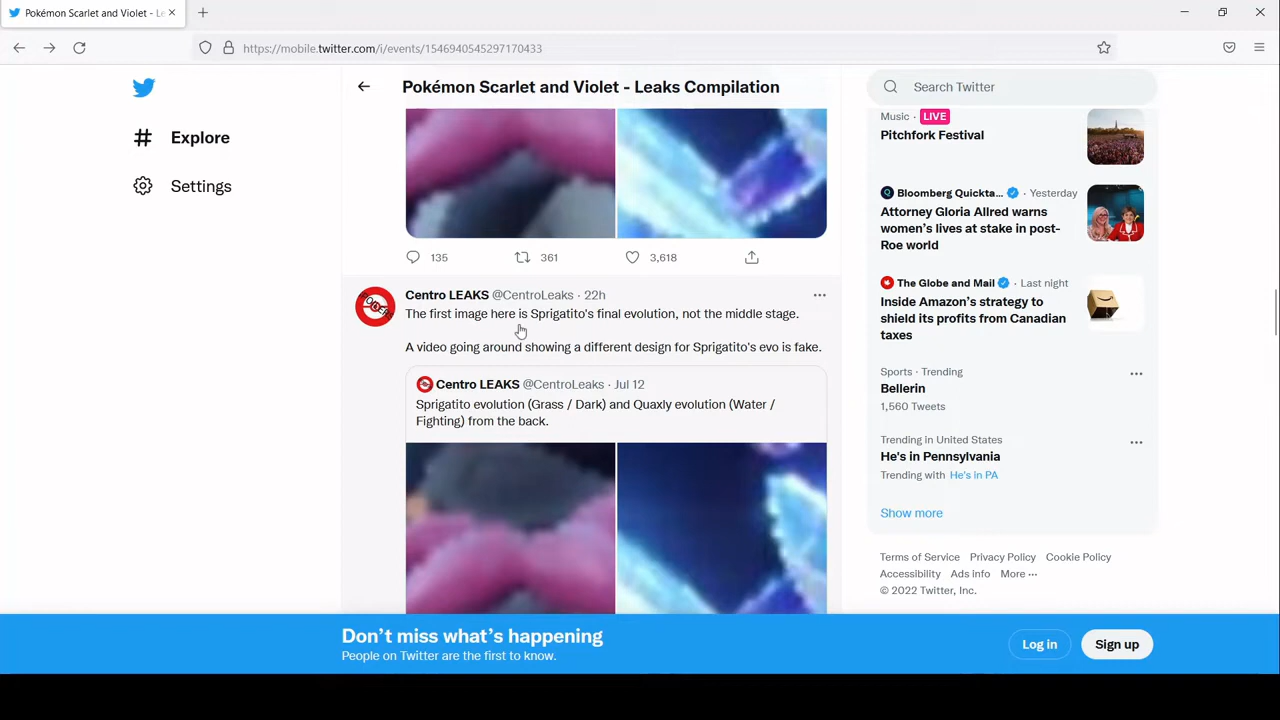 Pokémon Scarlet and Violet - Le
https://mobile.twitter.com/i/events/1546940545297170433
Explore
Settings
Pokémon Scarlet and Violet - Leaks Compilation
135
361
3,618
Centro LEAKS @CentroLeaks · 22h
The first image here is Sprigatito's final evolution, not the middle stage.
A video going around showing a different design for Sprigatito's evo is fake.
Centro LEAKS @CentroLeaks · Jul 12
Sprigatito evolution (Grass / Dark) and Quaxly evolution (Water /
Fighting) from the back.
Search Twitter
Music · LIVE
Pitchfork Festival
Bloomberg Quickta... · Yesterday
Attorney Gloria Allred warns
women's lives at stake in post-
Roe world
The Globe and Mail · Last night
Inside Amazon's strategy to
shield its profits from Canadian
taxes
Sports · Trending
Bellerin
1,560 Tweets
Trending in United States
He's in Pennsylvania
Trending with He's in PA
Show more
Terms of Service Privacy Policy Cookie Policy
Accessibility Ads info More ···
© 2022 Twitter, Inc.
Don't miss what's happening
People on Twitter are the first to know.
Log in
Sign up